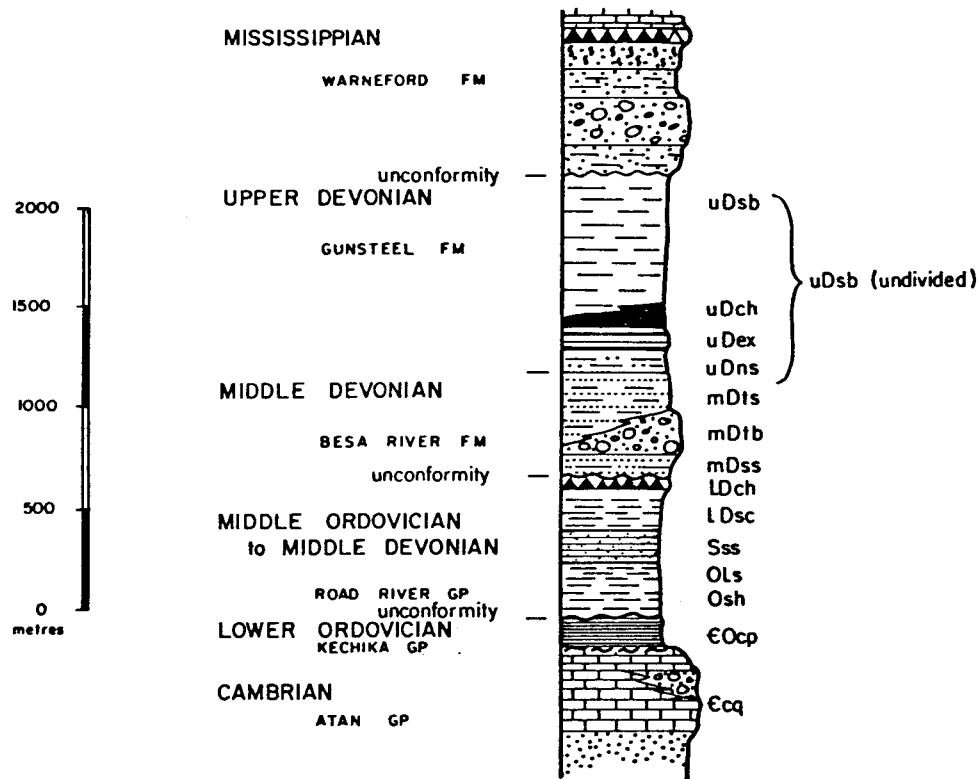 MISSISSIPPIAN
WARNEFORD FM
unconformity
UPPER DEVONIAN
GUNSTEEL FM
MIDDLE DEVONIAN
BESA RIVER FM
unconformity
MIDDLE ORDOVICIAN
to MIDDLE DEVONIAN
ROAD RIVER GP
unconformity
LOWER ORDOVICIAN
KECHIKA GP
CAMBRIAN
ATAN GP
2000
1500
1000
500
0
metres
uDsb
uDch
uDex
uDns
mDts
mDtb
mDss
lDch
lDsc
Sss
OLs
Osh
ЄOcp
Єcq
uDsb (undivided)